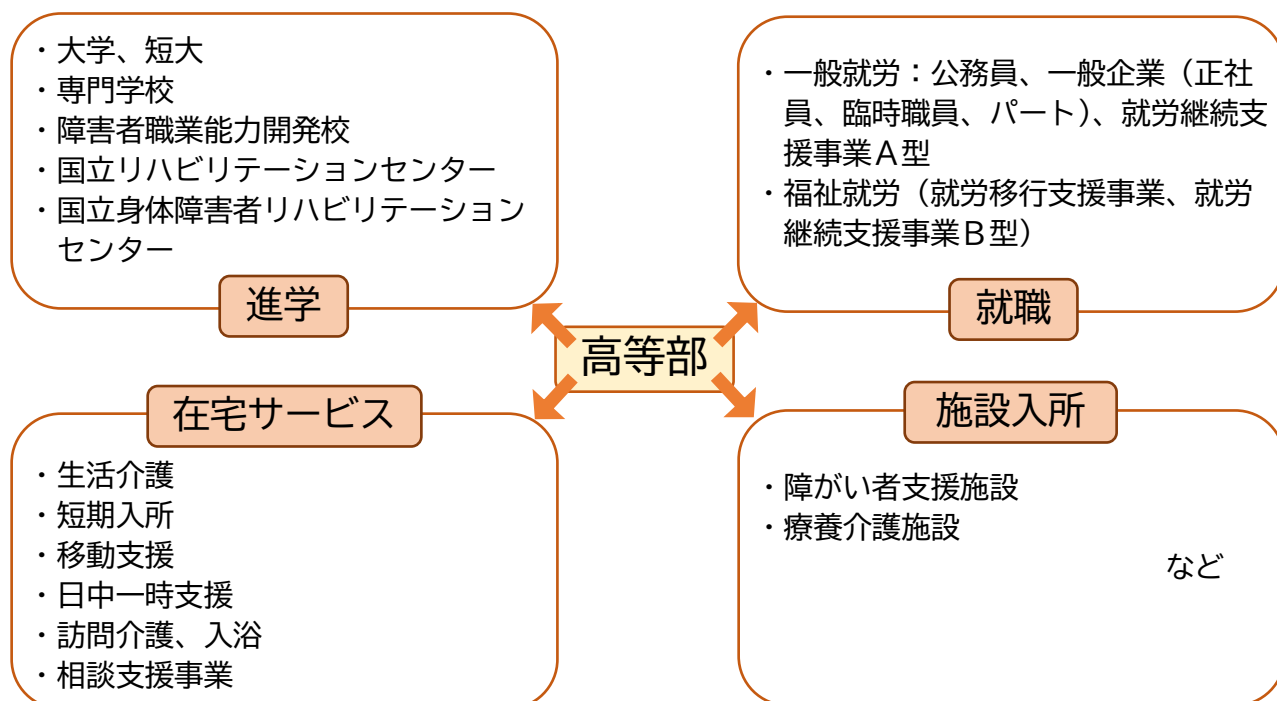 ・大学、短大
・専門学校
・障害者職業能力開発校
・国立リハビリテーションセンター
・国立身体障害者リハビリテーション
センター
進学
・一般就労：公務員、一般企業（正社
員、臨時職員、パート）、就労継続支
援事業Ａ型
・福祉就労（就労移行支援事業、就労
継続支援事業Ｂ型）
就職
高等部
在宅サービス
・生活介護
・短期入所
・移動支援
・日中一時支援
・訪問介護、入浴
・相談支援事業
施設入所
・障がい者支援施設
・療養介護施設
など